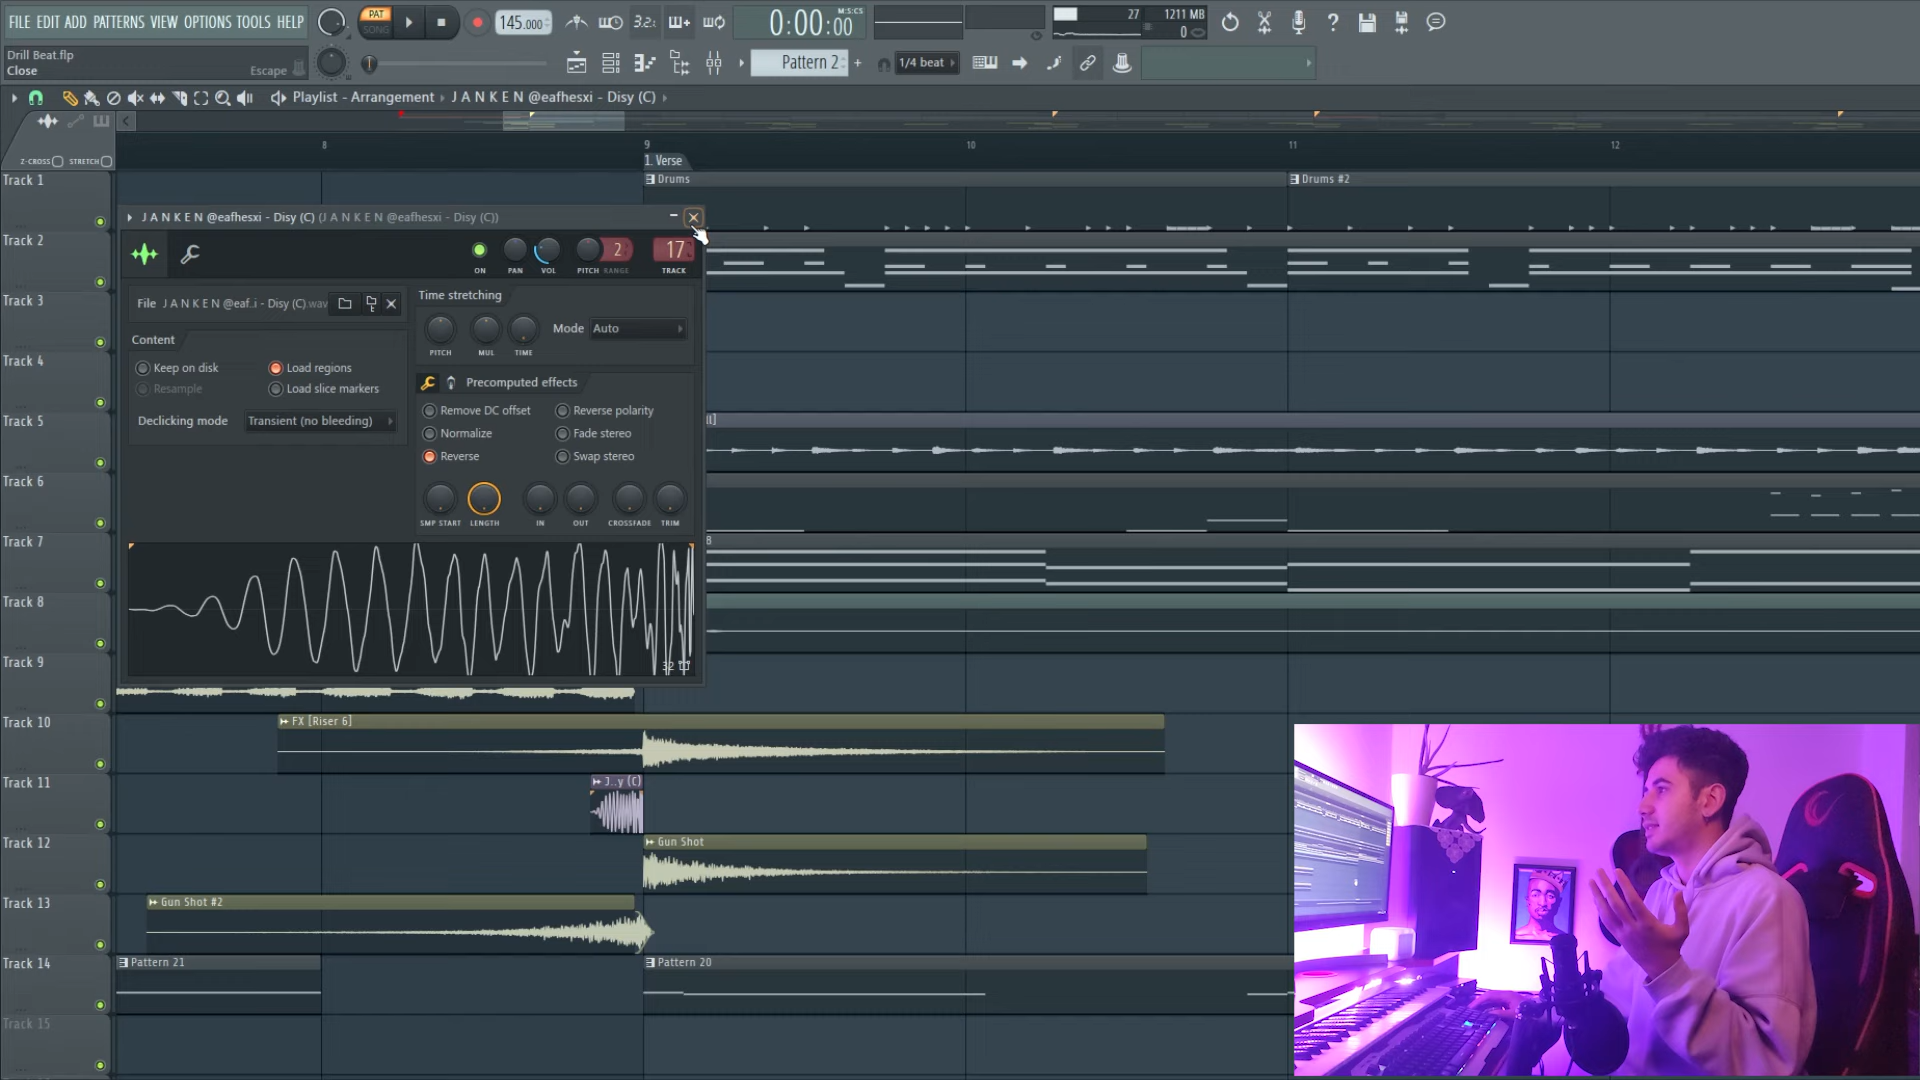 FILE EDIT ADD PATTERNS VIEW OPTIONS TOOLS HELP
PAT
SONG
145.000
3.2.
M:S:CS
0:00:00
27
1211 MB
0
Drill Beat.flp
Close
Escape
Pattern 2
1/4 beat
Playlist - Arrangement
J A N K E N @eafhesxi - Disy (C)
8
9
10
11
12
Z-CROSS
STRETCH
1. Verse
Track 1
Drums
Drums #2
J A N K E N @eafhesxi - Disy (C) (J A N K E N @eafhesxi - Disy (C))
Track 2
2
17
ON
PAN
VOL
PITCH
RANGE
TRACK
File
J A N K E N @eaf..i - Disy (C).wav
Time stretching
Track 3
PITCH
MUL
TIME
Mode
Auto
Content
Keep on disk
Load regions
Resample
Load slice markers
Track 4
Declicking mode
Transient (no bleeding)
Precomputed effects
Remove DC offset
Reverse polarity
Normalize
Fade stereo
Reverse
Swap stereo
Track 5
SMP START
LENGTH
IN
OUT
CROSSFADE
TRIM
Track 6
Track 7
8
Track 8
32
Track 9
Track 10
FX [Riser 6]
Track 11
J..y (C)
Track 12
Gun Shot
Track 13
Gun Shot #2
Track 14
Pattern 21
Pattern 20
Track 15